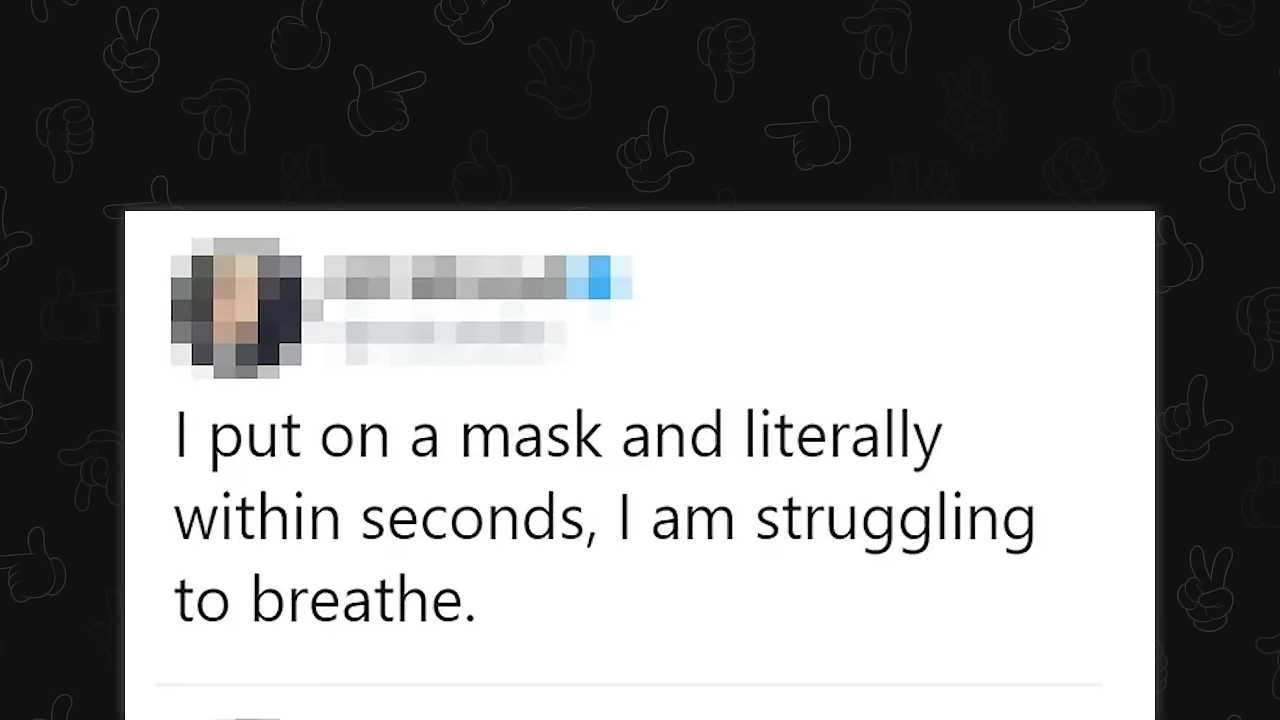 I put on a mask and literally
within seconds, I am struggling
to breathe.